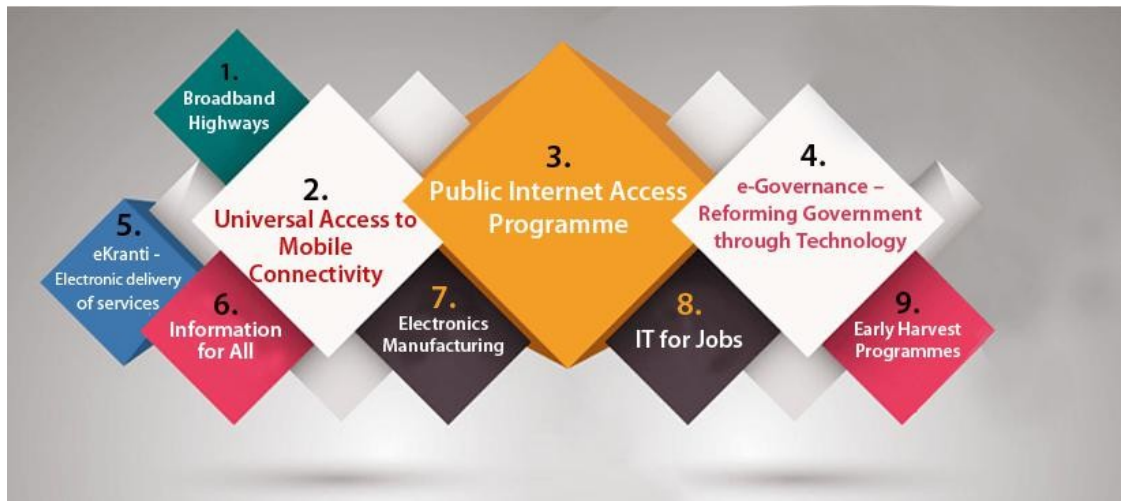 1.
Broadband
Highways
2.
Universal Access to
Mobile
Connectivity
3.
Public Internet Access
Programme
4.
e-Governance –
Reforming Government
through Technology
5.
eKranti -
Electronic delivery
of services
6.
Information
for All
7.
Electronics
Manufacturing
8.
IT for Jobs
9.
Early Harvest
Programmes